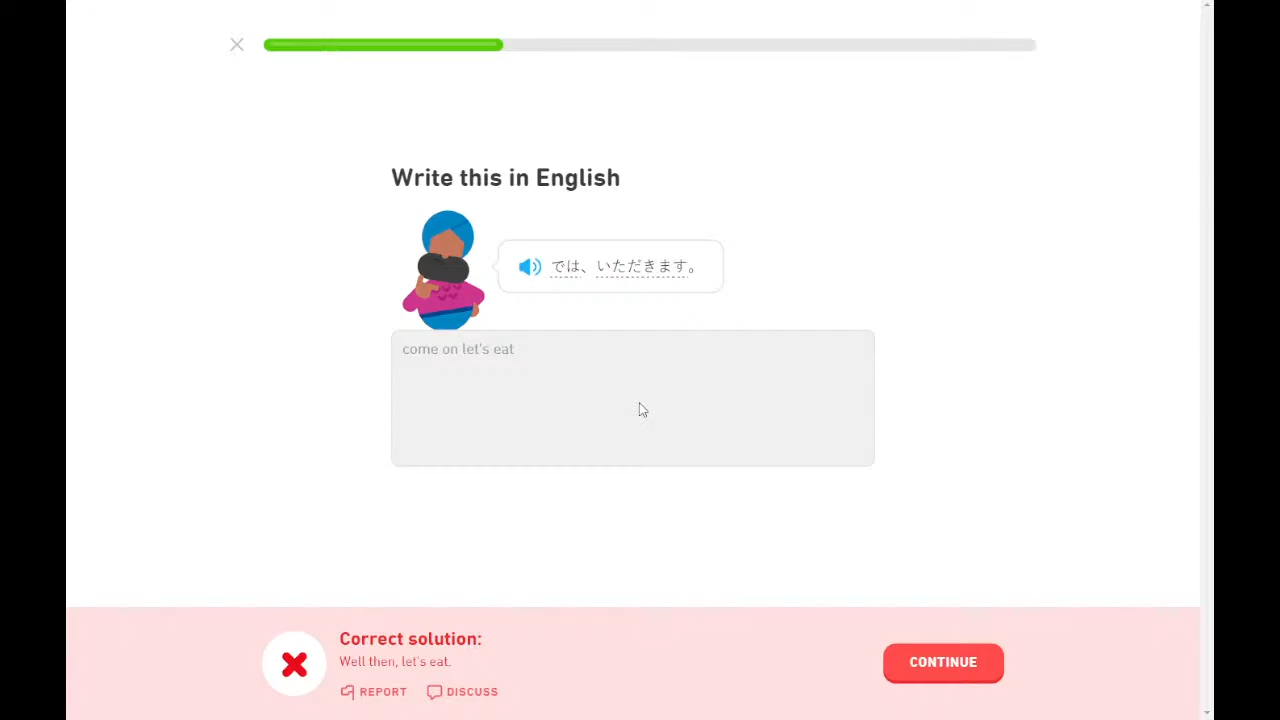 Write this in English
では、いただきます。
come on let's eat
Correct solution:
Well then, let's eat.
REPORT
DISCUSS
CONTINUE